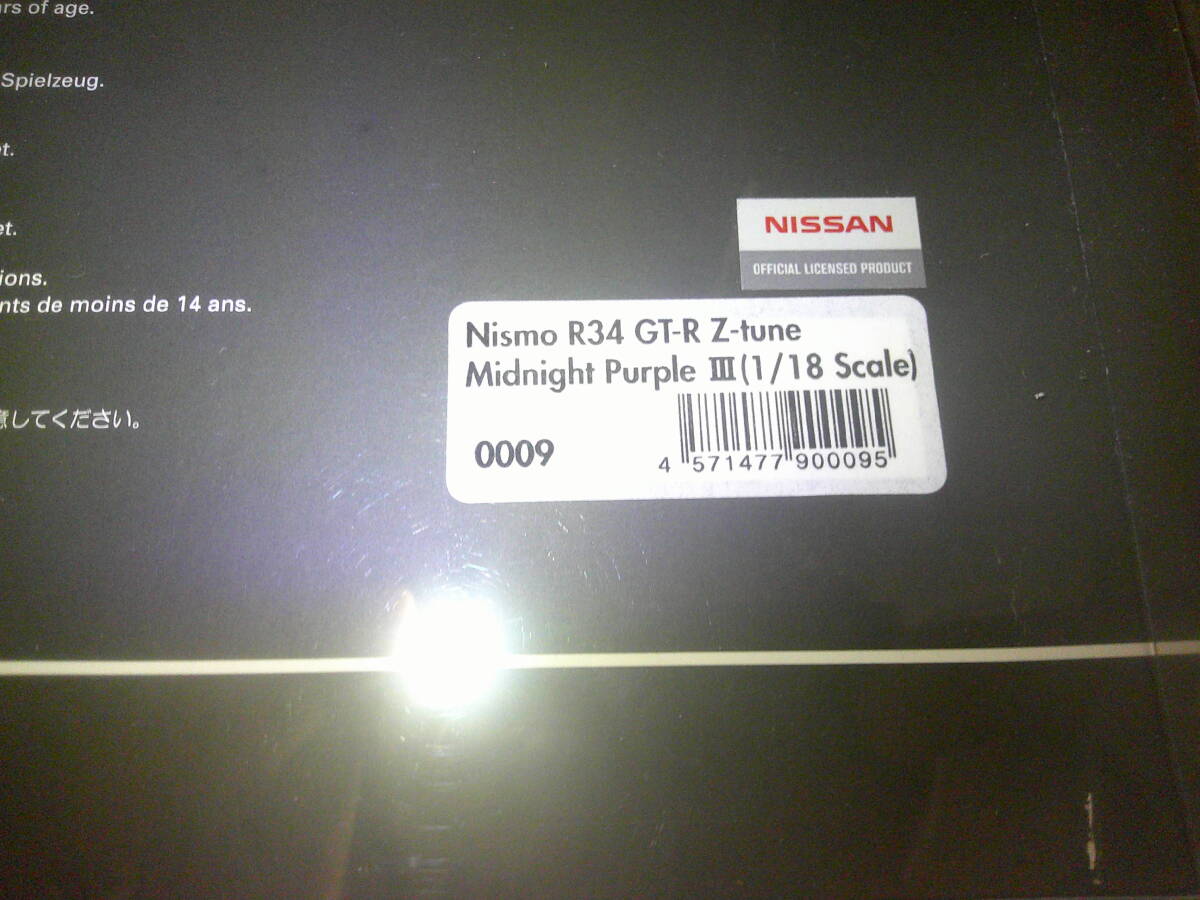 rs of age.
Spielzeug.
et.
ions.
nts de moins de 14 ans.
意してください。
NISSAN
OFFICIAL LICENSED PRODUCT
Nismo R34 GT-R Z-tune
Midnight Purple Ⅲ(1/18 Scale)
0009
4 571477 900095